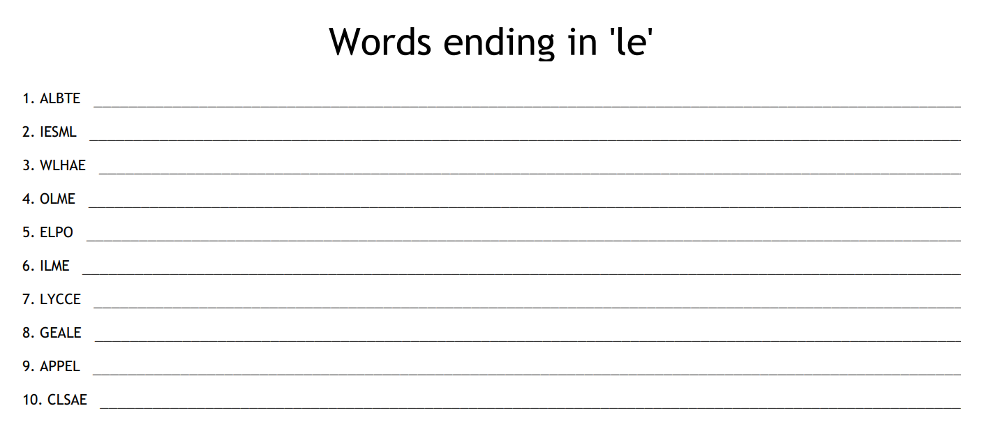 Words ending in 'le'
1. ALBTE
2. IESML
3. WLHAE
4. OLME
5. ELPO
6. ILME
7. LYCCE
8. GEALE
9. APPEL
10. CLSAE